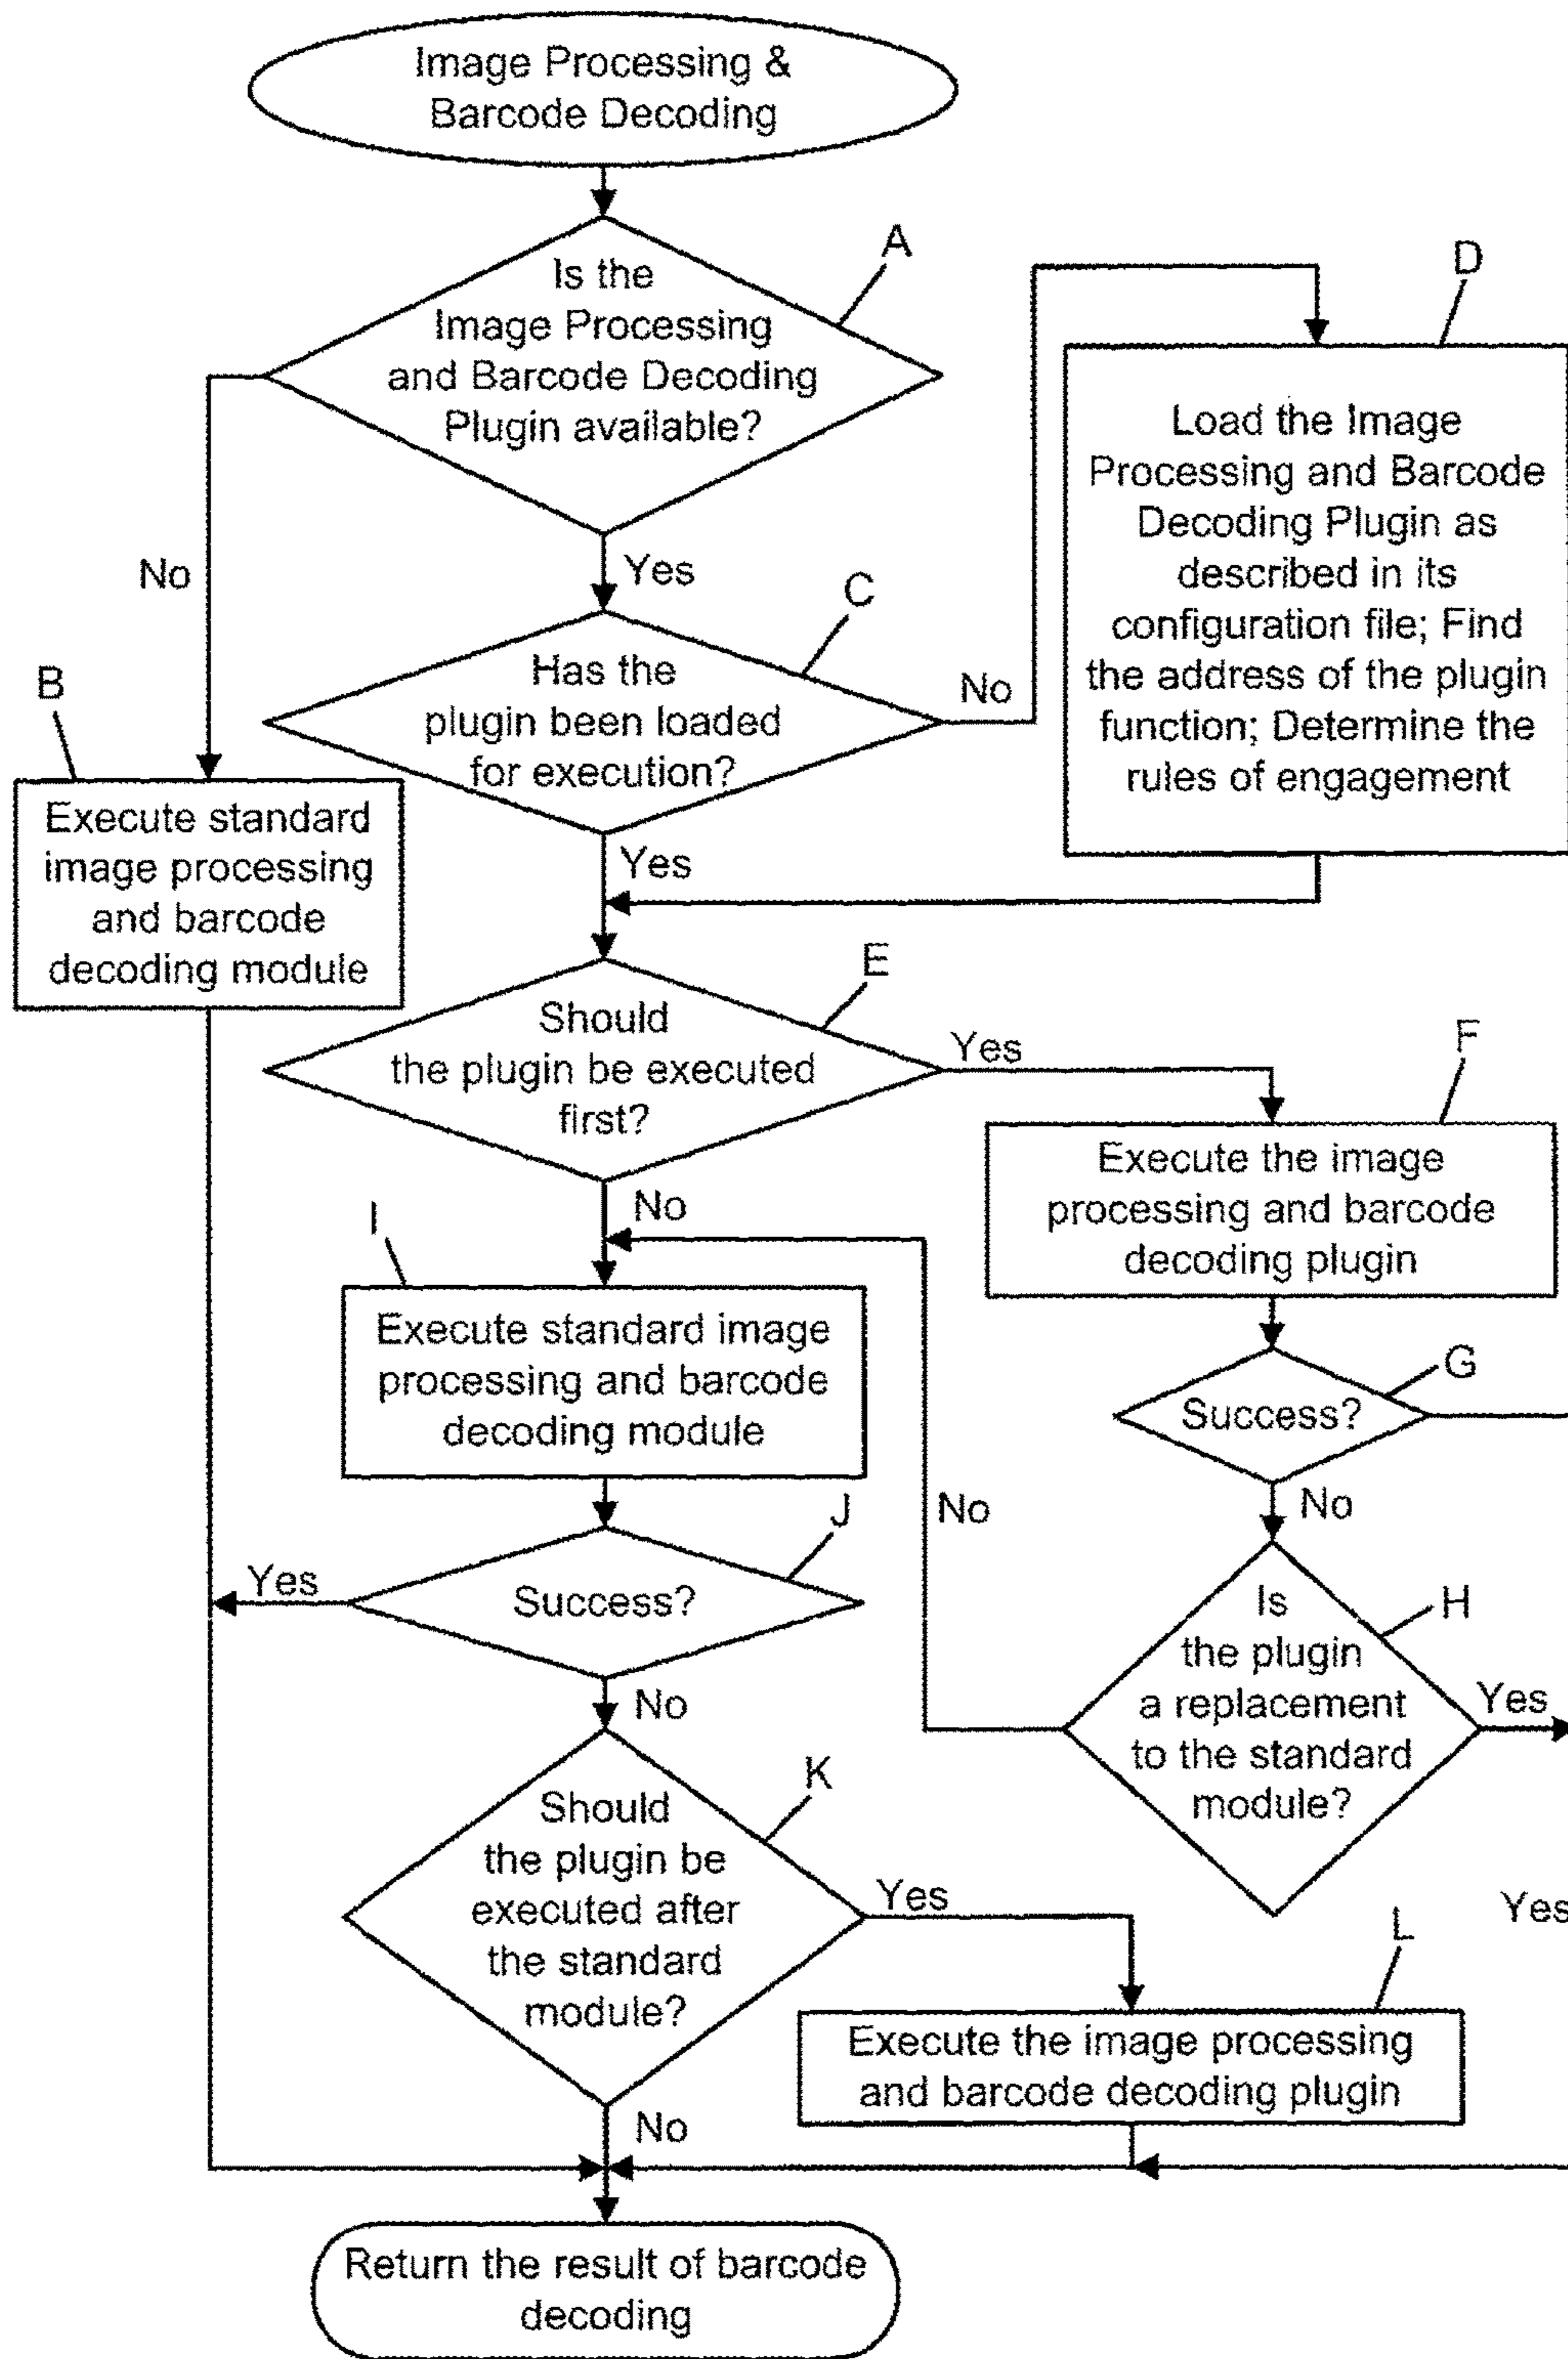 Image Processing &
Barcode Decoding
A
Is the
Image Processing
and Barcode Decoding
Plugin available?
No
Yes
D
Load the Image
Processing and Barcode
Decoding Plugin as
described in its
configuration file; Find
the address of the plugin
function; Determine the
rules of engagement
C
Has the
plugin been loaded
for execution?
No
Yes
B
Execute standard
image processing
and barcode
decoding module
E
Should
the plugin be executed
first?
Yes
No
F
Execute the image
processing and barcode
decoding plugin
G
Success?
No
I
Execute standard image
processing and barcode
decoding module
J
Success?
Yes
No
H
Is
the plugin
a replacement
to the standard
module?
No
Yes
Yes
K
Should
the plugin be
executed after
the standard
module?
Yes
No
L
Execute the image processing
and barcode decoding plugin
Return the result of barcode
decoding